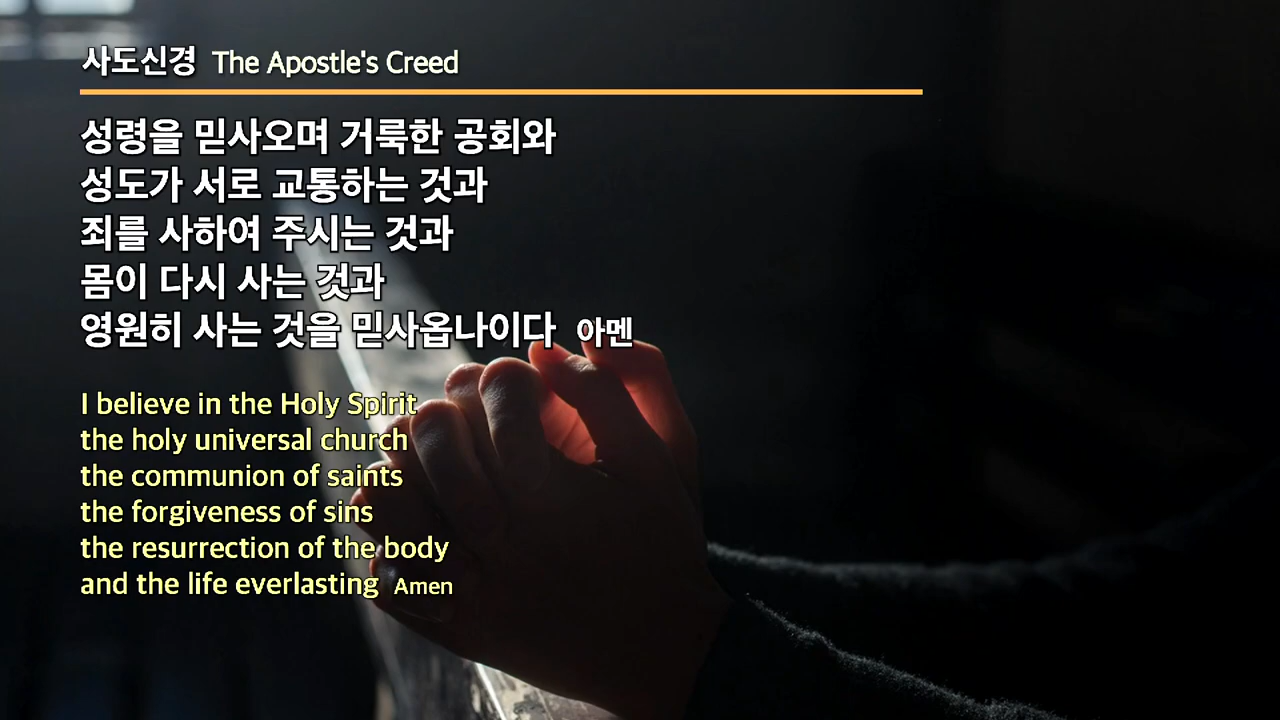 사도신경 The Apostle's Creed
성령을 믿사오며 거룩한 공회와
성도가 서로 교통하는 것과
죄를 사하여 주시는 것과
몸이 다시 사는 것과
영원히 사는 것을 믿사옵나이다 아멘
I believe in the Holy Spirit
the holy universal church
the communion of saints
the forgiveness of sins
the resurrection of the body
and the life everlasting Amen